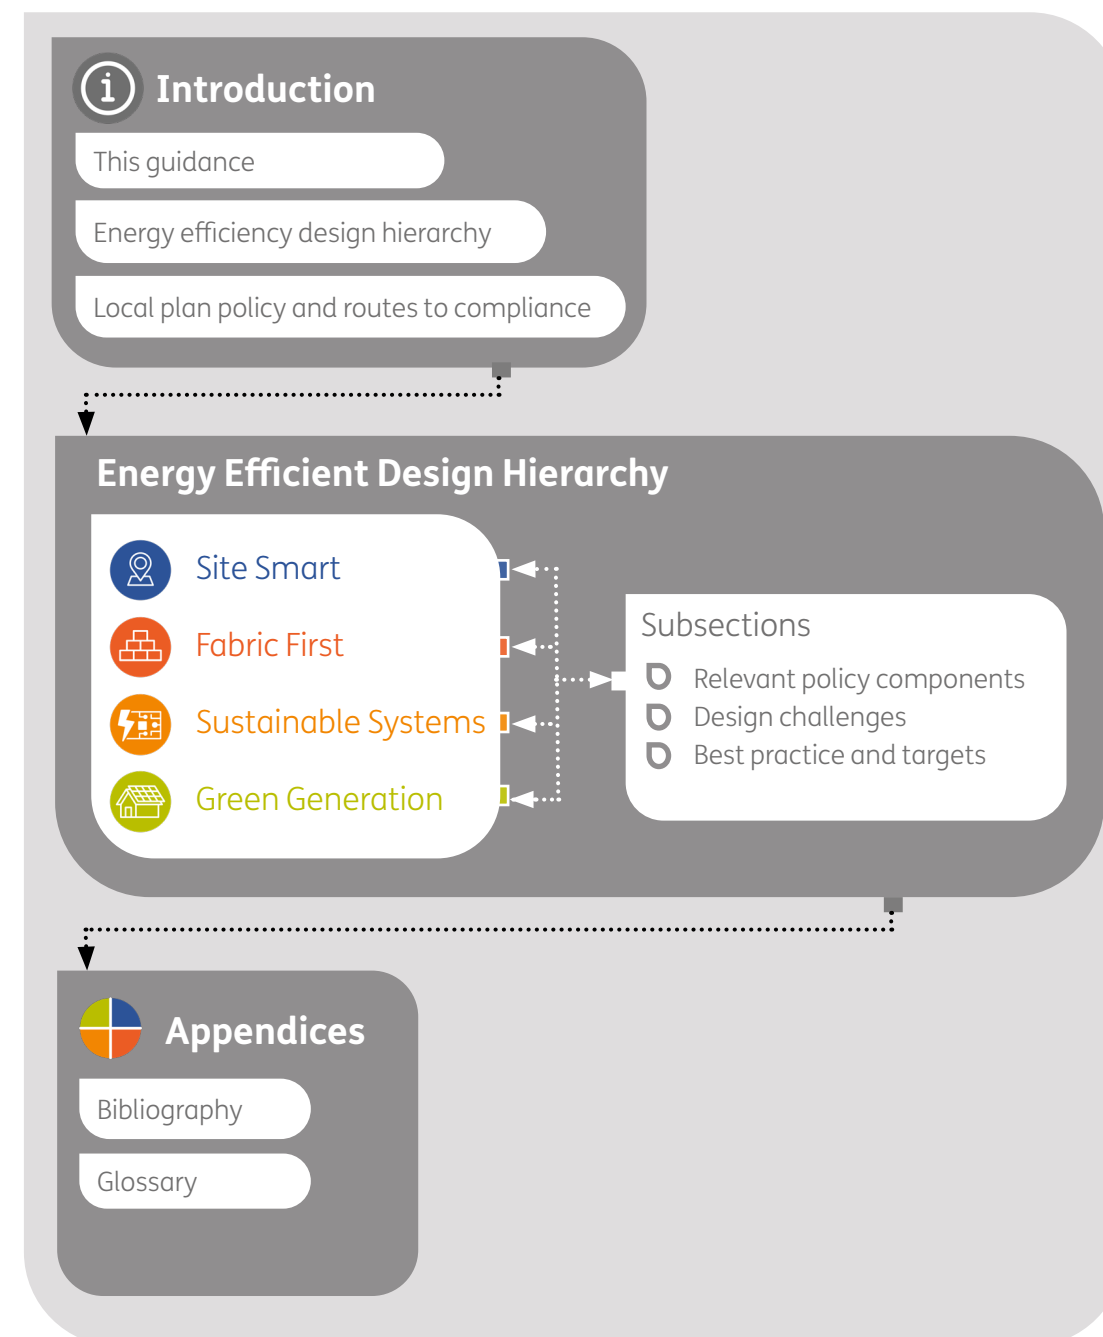 Introduction
This guidance
Energy efficiency design hierarchy
Local plan policy and routes to compliance
Energy Efficient Design Hierarchy
Site Smart
Fabric First
Sustainable Systems
Green Generation
Subsections
Relevant policy components
Design challenges
Best practice and targets
Appendices
Bibliography
Glossary